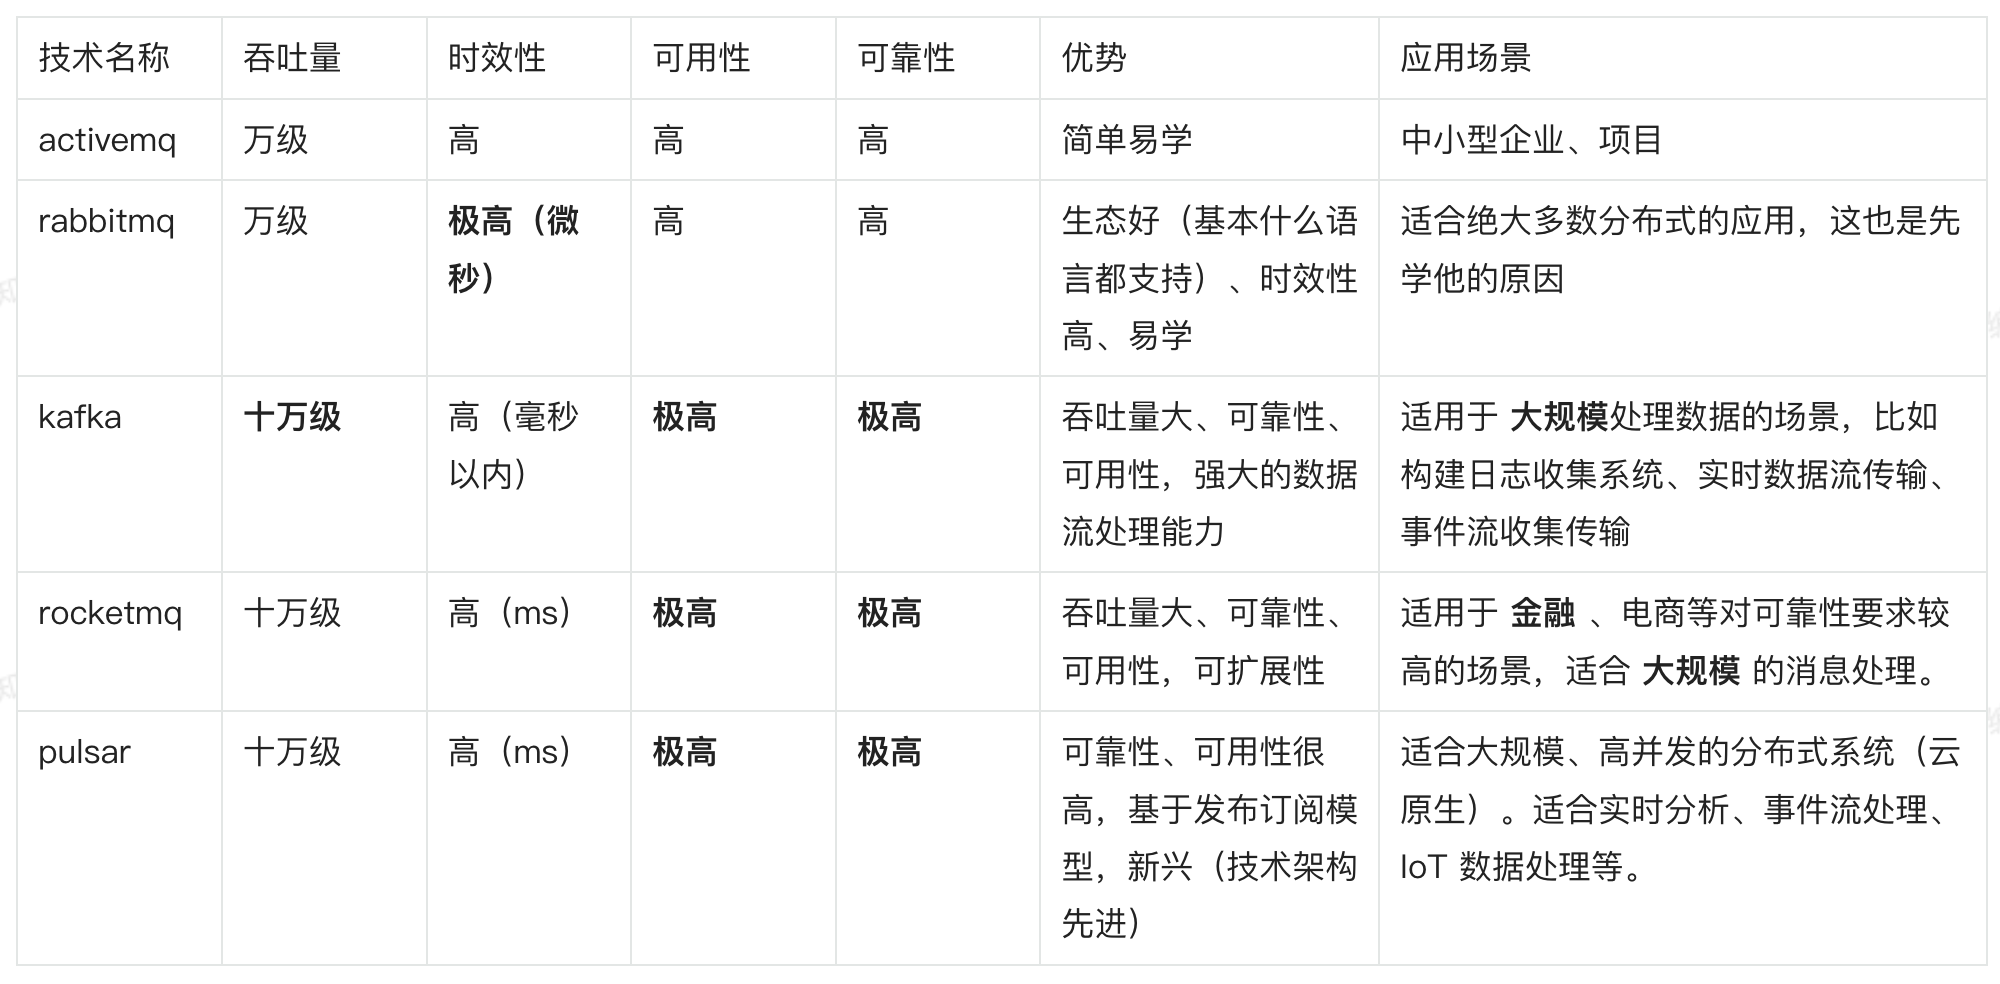 技术名称 吞吐量 时效性 可用性 可靠性 优势 应用场景
activemq 万级 高 高 高 简单易学 中小型企业、项目
rabbitmq 万级 极高（微 高 高 生态好（基本什么语 适合绝大多数分布式的应用，这也是先
秒） 言都支持）、时效性 学他的原因
高、易学
kafka 十万级 高（毫秒 极高 极高 吞吐量大、可靠性、 适用于 大规模处理数据的场景，比如
以内） 可用性，强大的数据 构建日志收集系统、实时数据流传输、
流处理能力 事件流收集传输
rocketmq 十万级 高（ms） 极高 极高 吞吐量大、可靠性、 适用于 金融 、电商等对可靠性要求较
可用性，可扩展性 高的场景，适合 大规模 的消息处理。
pulsar 十万级 高（ms） 极高 极高 可靠性、可用性很 适合大规模、高并发的分布式系统（云
高，基于发布订阅模 原生）。适合实时分析、事件流处理、
型，新兴（技术架构 IoT 数据处理等。
先进）